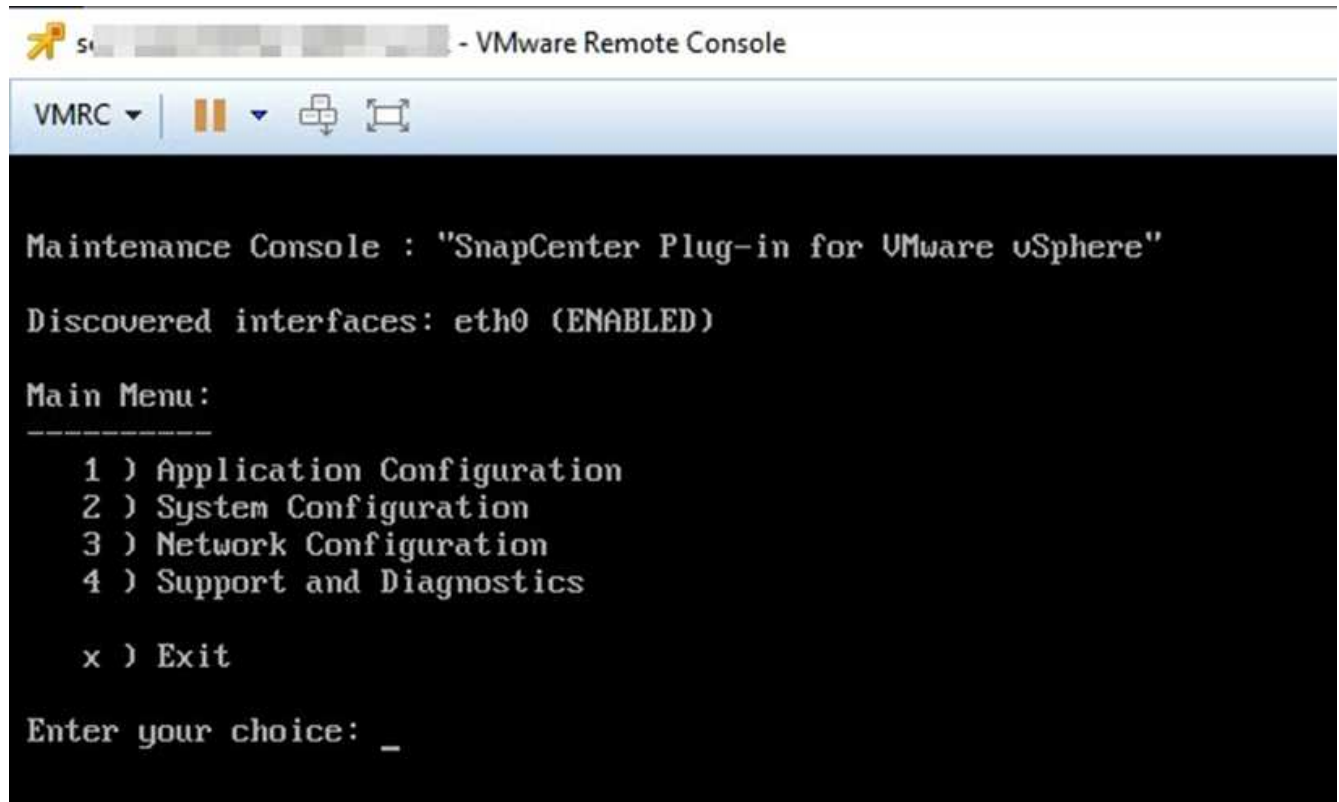 - VMware Remote Console
VMRC
Maintenance Console : "SnapCenter Plug-in for VMware vSphere"
Discovered interfaces: eth0 (ENABLED)
Main Menu:
----------
1 ) Application Configuration
2 ) System Configuration
3 ) Network Configuration
4 ) Support and Diagnostics
x ) Exit
Enter your choice: _